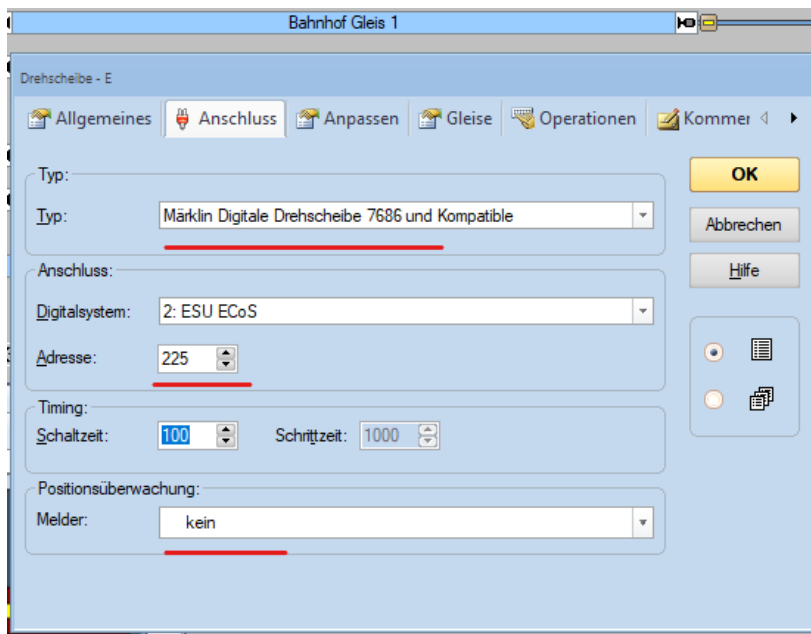 Bahnhof Gleis 1
Drehscheibe - E
Allgemeines Anschluss Anpassen Gleise Operationen Kommer
Typ:
OK
Typ: Märklin Digitale Drehscheibe 7686 und Kompatible
Abbrechen
Anschluss:
Hilfe
Digitalsystem: 2: ESU ECoS
Adresse: 225
Timing:
Schaltzeit: 100 Schrittzeit: 1000
Positionsüberwachung:
Melder: kein